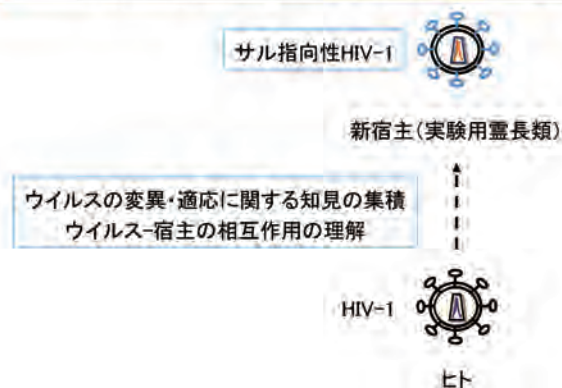 サル指向性HIV-1
新宿主(実験用霊長類)
ウイルスの変異・適応に関する知見の集積
ウイルス-宿主の相互作用の理解
HIV-1
ヒト